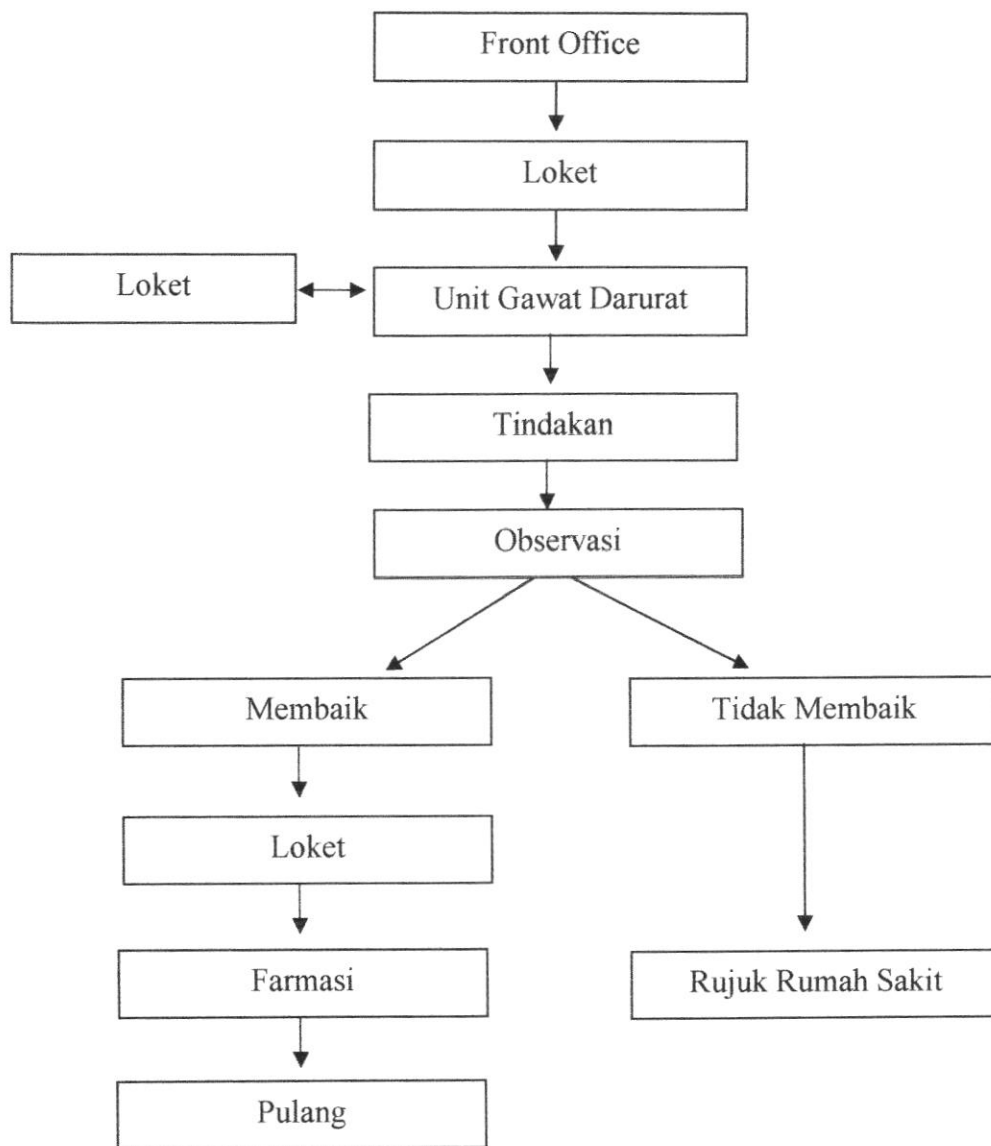 Front Office
Loket
Loket
Unit Gawat Darurat
Tindakan
Observasi
Membaik
Tidak Membaik
Loket
Farmasi
Rujuk Rumah Sakit
Pulang